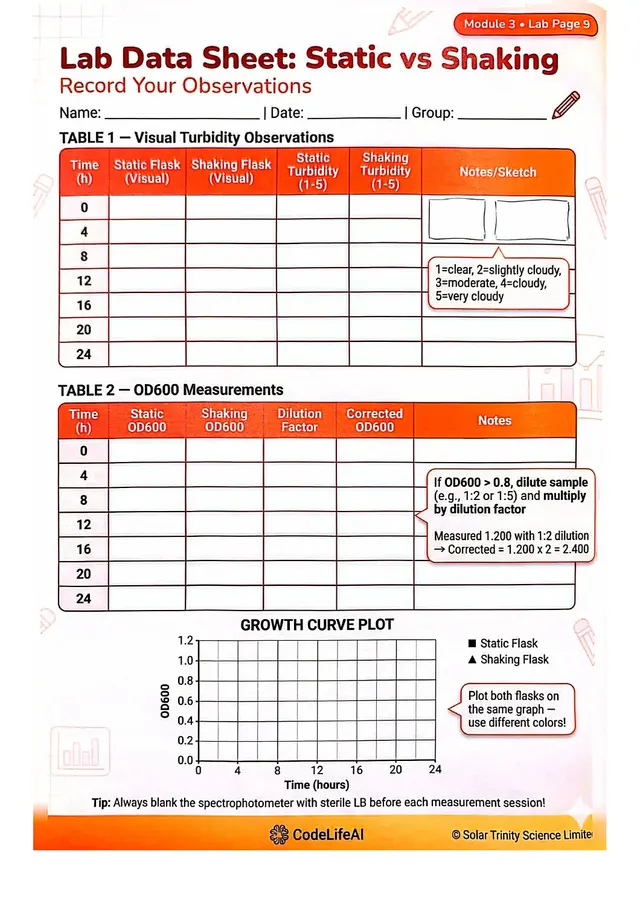 Module 3 • Lab Page 9
Lab Data Sheet: Static vs Shaking
Record Your Observations
Name: ____________________ | Date: ____________ | Group: ____________
TABLE 1 — Visual Turbidity Observations
Time (h) Static Flask (Visual) Shaking Flask (Visual) Static Turbidity (1-5) Shaking Turbidity (1-5) Notes/Sketch
0
4
8
12
16
20
24
1=clear, 2=slightly cloudy,
3=moderate, 4=cloudy,
5=very cloudy
TABLE 2 — OD600 Measurements
Time (h) Static OD600 Shaking OD600 Dilution Factor Corrected OD600 Notes
0
4
8
12
16
20
24
If OD600 > 0.8, dilute sample
(e.g., 1:2 or 1:5) and multiply
by dilution factor
Measured 1.200 with 1:2 dilution
→ Corrected = 1.200 x 2 = 2.400
GROWTH CURVE PLOT
1.2
1.0
0.8
0.6
0.4
0.2
0.0
OD600
0 4 8 12 16 20 24
Time (hours)
■ Static Flask
▲ Shaking Flask
Plot both flasks on
the same graph —
use different colors!
Tip: Always blank the spectrophotometer with sterile LB before each measurement session!
CodeLifeAI
© Solar Trinity Science Limite